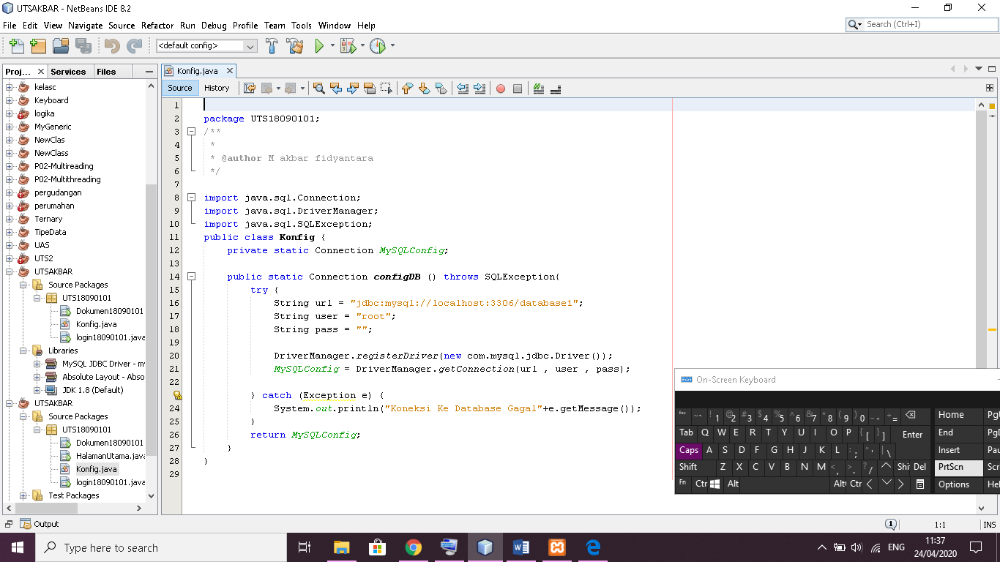 UTSAKBAR - NetBeans IDE 8.2
File Edit View Navigate Source Refactor Run Debug Profile Team Tools Window Help
Search (Ctrl+I)
<default config>
Proj... Services Files
Konfig.java
Source History
kelasc
Keyboard
logika
MyGeneric
NewClas
NewClass
P02-Multireading
P02-Multithreading
pergudangan
perumahan
Ternary
TipeData
UAS
UTS2
UTSAKBAR
Source Packages
UTS18090101
Dokumen18090101
Konfig.java
login18090101.java
Libraries
MySQL JDBC Driver - my
Absolute Layout - Abso
JDK 1.8 (Default)
UTSAKBAR
Source Packages
UTS18090101
Dokumen18090101
HalamanUtama.java
Konfig.java
login18090101.java
Test Packages
1
2 package UTS18090101;
3 /**
4 *
5 * @author M akbar fidyantara
6 */
7
8 import java.sql.Connection;
9 import java.sql.DriverManager;
10 import java.sql.SQLException;
11 public class Konfig {
12 private static Connection MySQLConfig;
13
14 public static Connection configDB () throws SQLException{
15 try {
16 String url = "jdbc:mysql://localhost:3306/database1";
17 String user = "root";
18 String pass = "";
19
20 DriverManager.registerDriver(new com.mysql.jdbc.Driver());
21 MySQLConfig = DriverManager.getConnection(url , user , pass);
22
} catch (Exception e) {
24 System.out.println("Koneksi Ke Database Gagal"+e.getMessage());
25 }
26 return MySQLConfig;
27 }
28 }
29
On-Screen Keyboard
Esc ~ ` ! 1 @ 2 # 3 $ 4 % 5 ^ 6 & 7 * 8 ( 9 ) 0 _ - + = Home PgU
Tab Q W E R T Y U I O P { [ } ] Enter End PgD
Caps A S D F G H J K L : ; " ' | \ Insert Pau
Shift Z X C V B N M < , > . ? / Shi Del PrtScn Scr
Fn Ctr Alt Alt Ctr Options Hel
Output
1 1:1 INS
Type here to search
ENG
11:37
24/04/2020